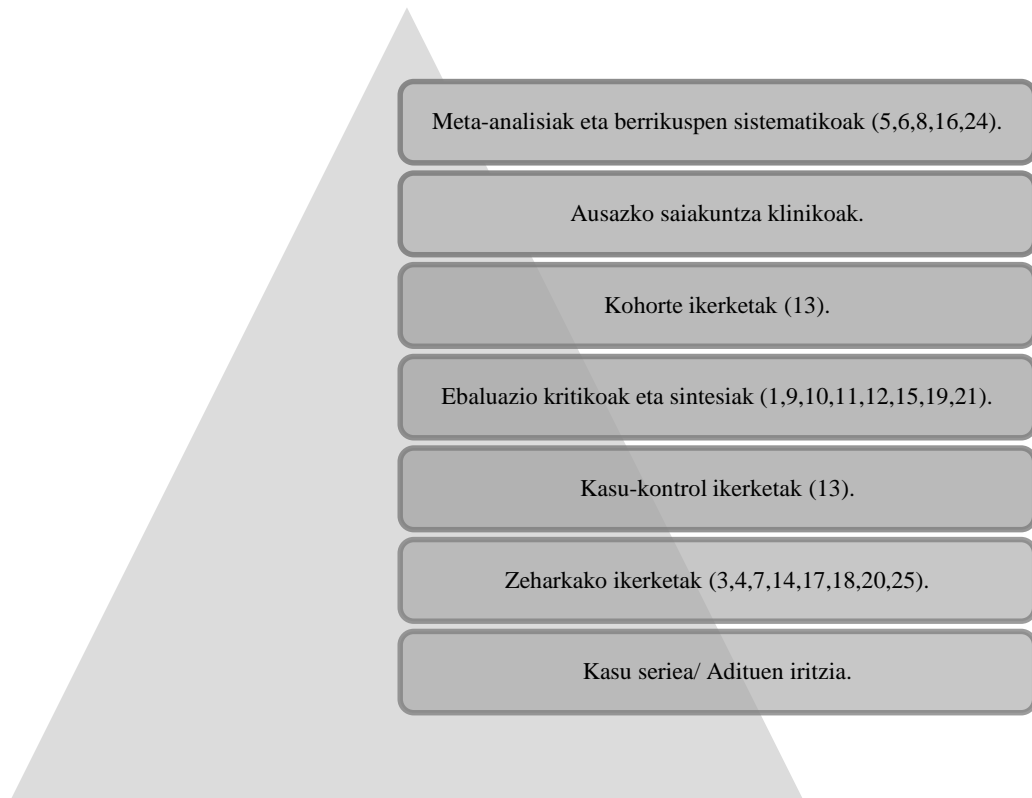 Meta-analisiak eta berrikuspen sistematikoak (5,6,8,16,24).
Ausazko saiakuntza klinikoak.
Kohorte ikerketak (13).
Ebaluazio kritikoak eta sintesiak (1,9,10,11,12,15,19,21).
Kasu-kontrol ikerketak (13).
Zeharkako ikerketak (3,4,7,14,17,18,20,25).
Kasu seriea/ Adituen iritzia.